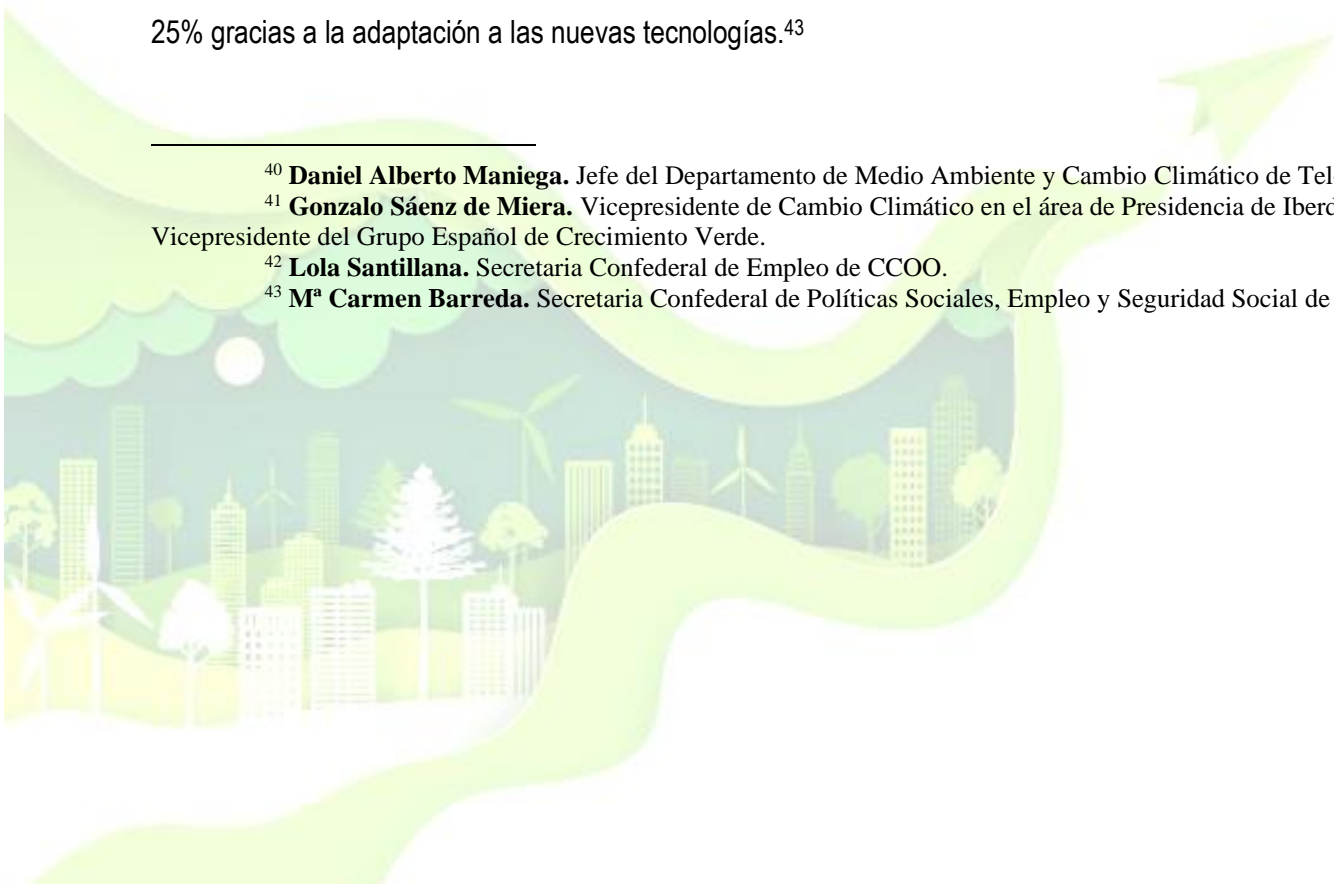 25% gracias a la adaptación a las nuevas tecnologías.⁴³
⁴⁰ Daniel Alberto Maniega. Jefe del Departamento de Medio Ambiente y Cambio Climático de
⁴¹ Gonzalo Sáenz de Miera. Vicepresidente de Cambio Climático en el área de Presidencia de
Vicepresidente del Grupo Español de Crecimiento Verde.
⁴² Lola Santillana. Secretaria Confederal de Empleo de CCOO.
⁴³ Mª Carmen Barreda. Secretaria Confederal de Políticas Sociales, Empleo y Seguridad Social de